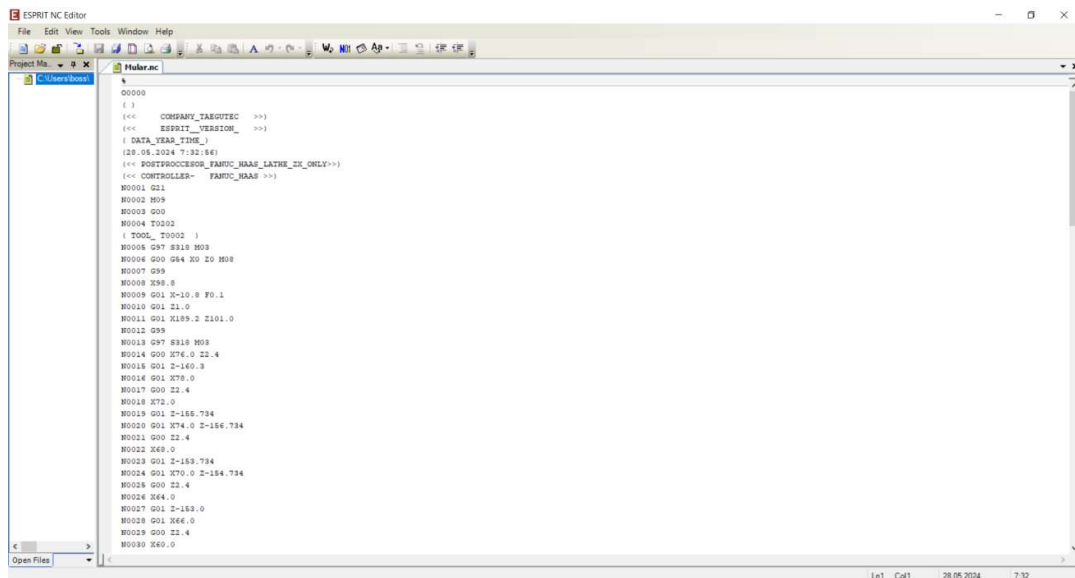 ESPRIT NC Editor
File Edit View Tools Window Help
Project Ma..
Mular.nc
C:\Users\boss\
%
O0000
( )
(<< COMPANY_TAEGUTEC >>)
(<< ESPRIT__VERSION_ >>)
( DATA_YEAR_TIME_)
(28.05.2024 7:32:56)
(<< POSTPROCCESOR_FANUC_HAAS_LATHE_ZX_ONLY>>)
(<< CONTROLLER- FANUC_HAAS >>)
N0001 G21
N0002 M09
N0003 G00
N0004 T0202
( TOOL_ T0002 )
N0005 G97 S318 M03
N0006 G00 G54 X0 Z0 M08
N0007 G99
N0008 X98.8
N0009 G01 X-10.8 F0.1
N0010 G01 Z1.0
N0011 G01 X189.2 Z101.0
N0012 G99
N0013 G97 S318 M03
N0014 G00 X76.0 Z2.4
N0015 G01 Z-160.3
N0016 G01 X78.0
N0017 G00 Z2.4
N0018 X72.0
N0019 G01 Z-155.734
N0020 G01 X74.0 Z-156.734
N0021 G00 Z2.4
N0022 X68.0
N0023 G01 Z-153.734
N0024 G01 X70.0 Z-154.734
N0025 G00 Z2.4
N0026 X64.0
N0027 G01 Z-153.0
N0028 G01 X66.0
N0029 G00 Z2.4
N0030 X60.0
Open Files
Ln1 Col1 28.05.2024 7:32